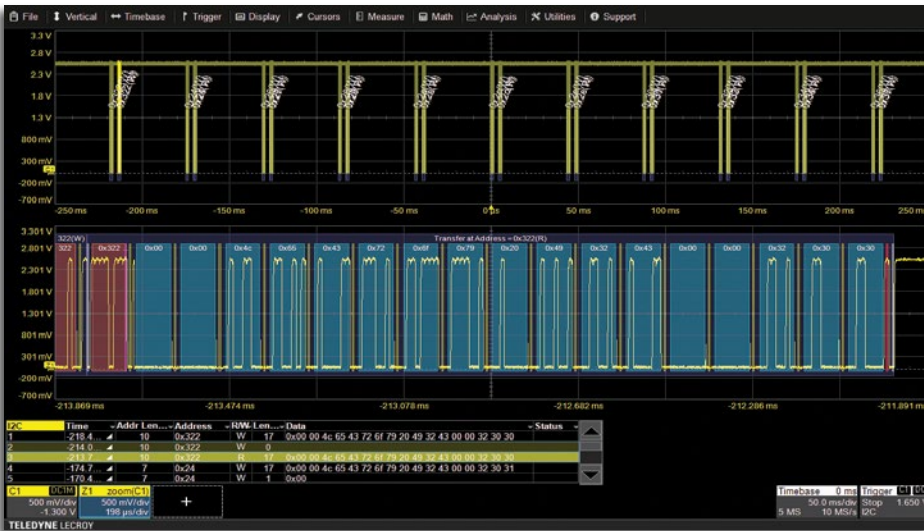 File Vertical Timebase Trigger Display Cursors Measure Math Analysis Utilities Support
3.3 V
2.8 V
2.3 V
1.8 V
1.3 V
800 mV
300 mV
-200 mV
-700 mV
-250 ms -200 ms -150 ms -100 ms -50 ms 0 µs 50 ms 100 ms 150 ms 200 ms 250 ms
3.301 V
322(W) Transfer at Address = 0x322(R)
2.801 V 322 0x322 0x00 0x00 0x4c 0x65 0x43 0x72 0x6f 0x79 0x20 0x49 0x32 0x43 0x00 0x00 0x32 0x30 0x30
2.301 V
1.801 V
1.301 V
801 mV
301 mV
-200 mV
-700 mV
-213.869 ms -213.474 ms -213.078 ms -212.682 ms -212.286 ms -211.891 ms
I2C Time Addr Len... Address R/W Len... Data Status
1 -218.4... 10 0x322 W 17 0x00 00 4c 65 43 72 6f 79 20 49 32 43 00 00 32 30 30
2 -214.0... 10 0x322 W 0
3 -213.7... 10 0x322 R 17 0x00 00 4c 65 43 72 6f 79 20 49 32 43 00 00 32 30 30
4 -174.7... 7 0x24 W 17 0x00 00 4c 65 43 72 6f 79 20 49 32 43 00 00 32 30 31
5 -170.4... 7 0x24 W 1 0x00
C1 DC1M Z1 zoom(C1) Timebase 0 ms Trigger C1 DC
500 mV/div 500 mV/div + 50.0 ms/div Stop 1.650 V
-1.300 V 198 µs/div 5 MS 10 MS/s I2C
TELEDYNE LECROY